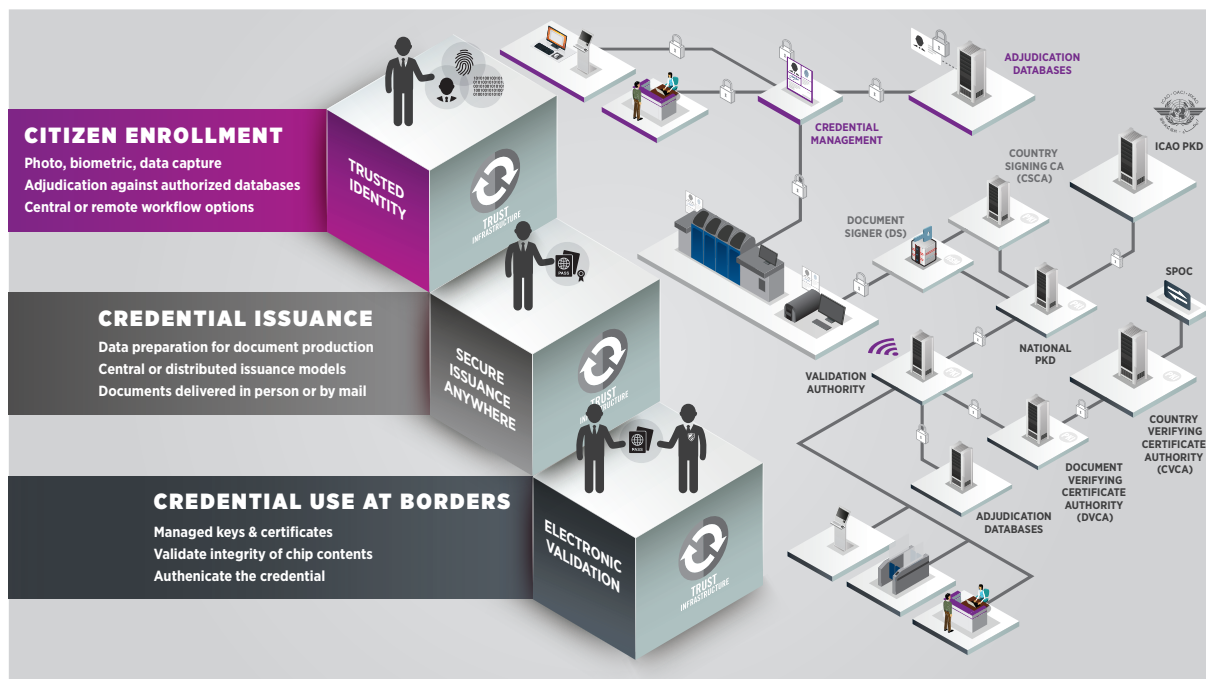 CITIZEN ENROLLMENT
Photo, biometric, data capture
Adjudication against authorized databases
Central or remote workflow options
TRUSTED
IDENTITY
TRUST
INFRASTRUCTURE
101010010010
CREDENTIAL ISSUANCE
Data preparation for document production
Central or distributed issuance models
Documents delivered in person or by mail
SECURE
ISSUANCE
ANYWHERE
PASS
TRUST
INFRASTRUCTURE
CREDENTIAL USE AT BORDERS
Managed keys & certificates
Validate integrity of chip contents
Authenicate the credential
ELECTRONIC
VALIDATION
PASS
TRUST
INFRASTRUCTURE
ADJUDICATION
DATABASES
CREDENTIAL
MANAGEMENT
ICAO PKD
COUNTRY
SIGNING CA
(CSCA)
DOCUMENT
SIGNER (DS)
SPOC
NATIONAL
PKD
VALIDATION
AUTHORITY
COUNTRY
VERIFYING
CERTIFICATE
AUTHORITY
(CVCA)
DOCUMENT
VERIFYING
CERTIFICATE
AUTHORITY
(DVCA)
ADJUDICATION
DATABASES